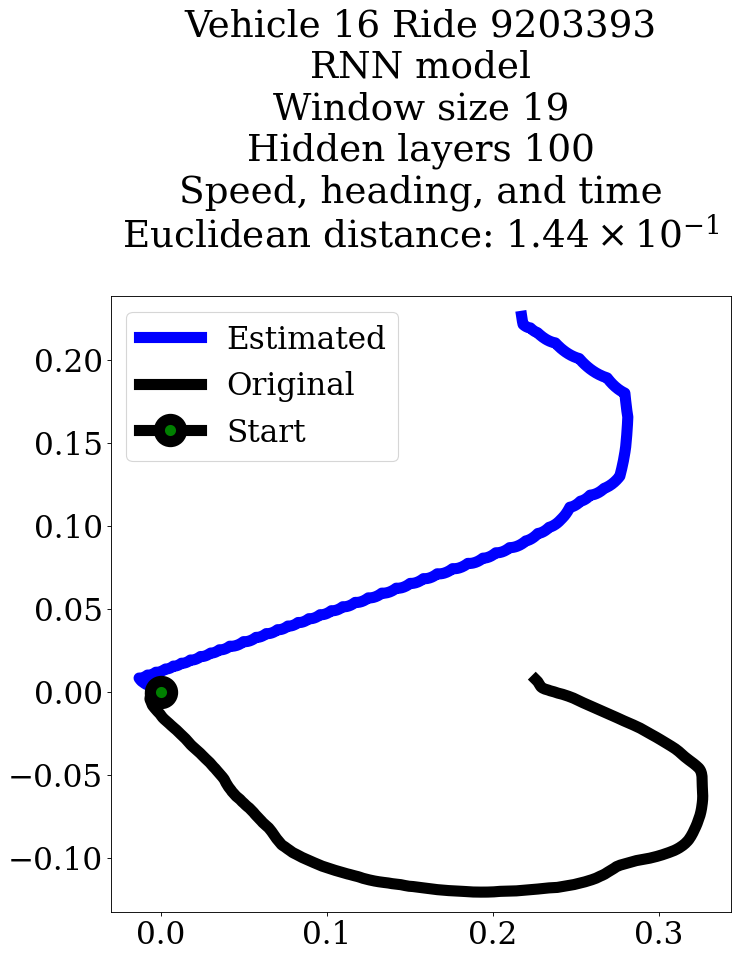 Vehicle 16 Ride 9203393
RNN model
Window size 19
Hidden layers 100
Speed, heading, and time
Euclidean distance: 1.44 × 10⁻¹
Estimated
Original
Start
0.20
0.15
0.10
0.05
0.00
−0.05
−0.10
0.0 0.1 0.2 0.3